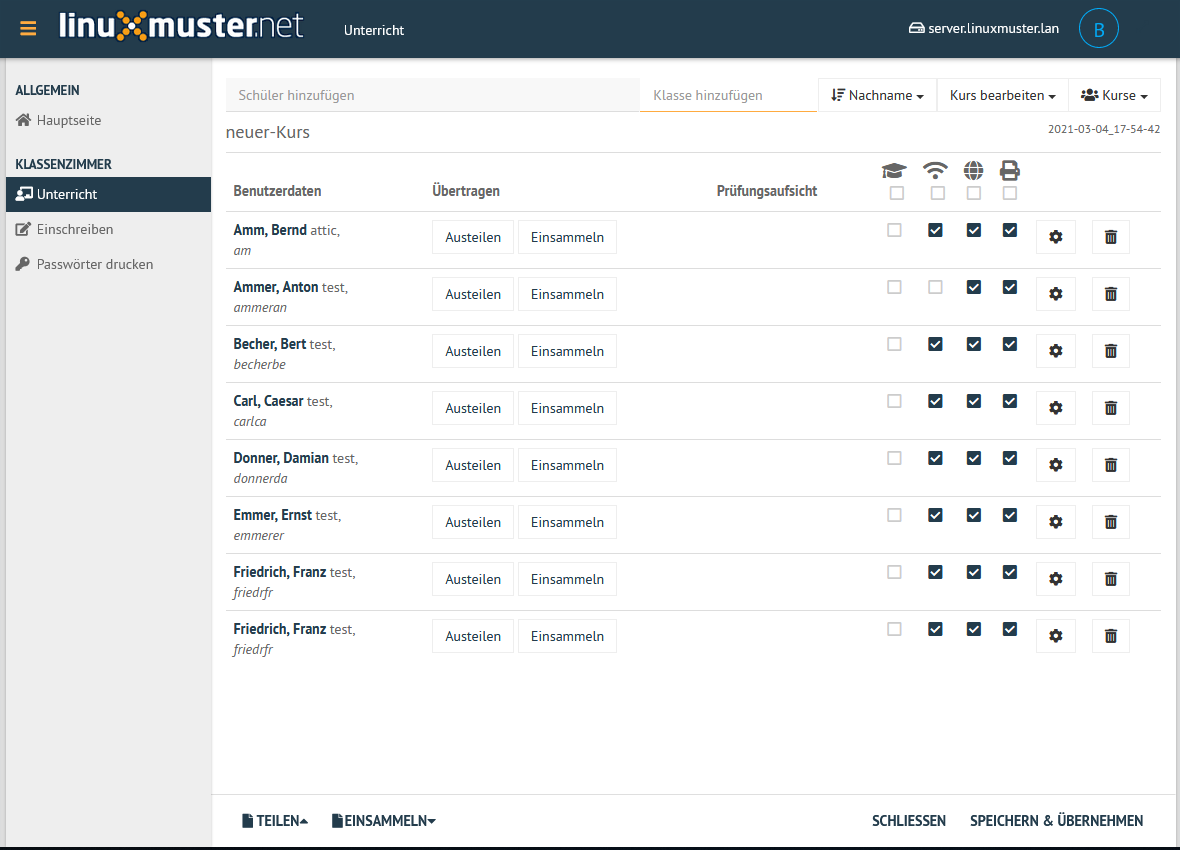 linuxmuster.net
Unterricht
server.linuxmuster.lan
B
ALLGEMEIN
Hauptseite
KLASSENZIMMER
Unterricht
Einschreiben
Passwörter drucken
Schüler hinzufügen
Klasse hinzufügen
Nachname
Kurs bearbeiten
Kurse
neuer-Kurs
2021-03-04_17-54-42
Benutzerdaten
Übertragen
Prüfungsaufsicht
Amm, Bernd attic,
am
Austeilen
Einsammeln
Ammer, Anton test,
ammeran
Austeilen
Einsammeln
Becher, Bert test,
becherbe
Austeilen
Einsammeln
Carl, Caesar test,
carlca
Austeilen
Einsammeln
Donner, Damian test,
donnerda
Austeilen
Einsammeln
Emmer, Ernst test,
emmerer
Austeilen
Einsammeln
Friedrich, Franz test,
friedrfr
Austeilen
Einsammeln
Friedrich, Franz test,
friedrfr
Austeilen
Einsammeln
TEILEN
EINSAMMELN
SCHLIESSEN
SPEICHERN & ÜBERNEHMEN